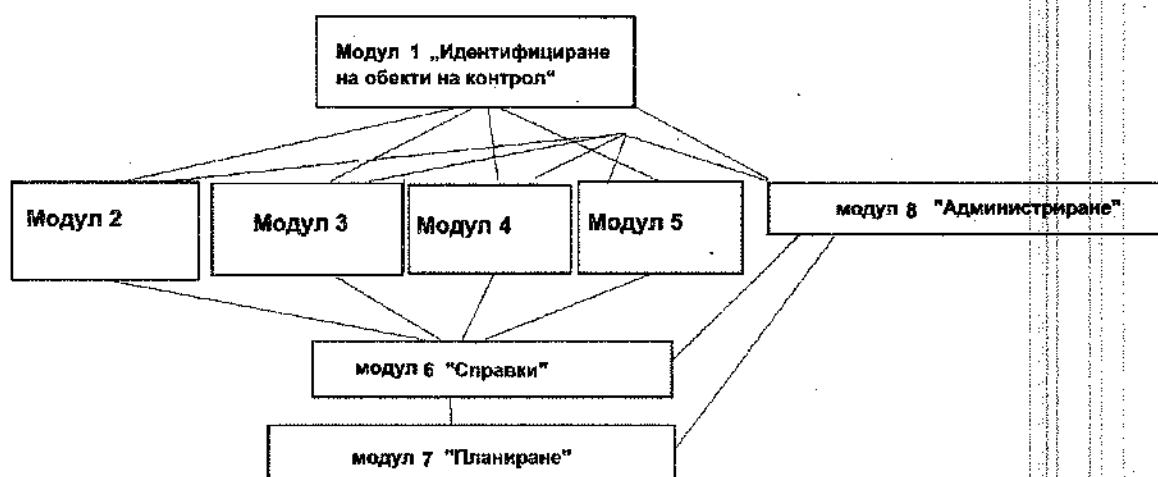 Модул 1 „Идентифициране
на обекти на контрол“
Модул 2
Модул 3
Модул 4
Модул 5
модул 8 "Администриране"
модул 6 "Справки"
модул 7 "Планиране"